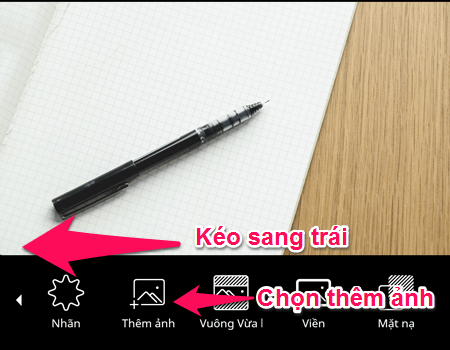 Kéo sang trái
Chọn thêm ảnh
Nhãn
Thêm ảnh
Vuông Vừa
Viền
Mặt nạ